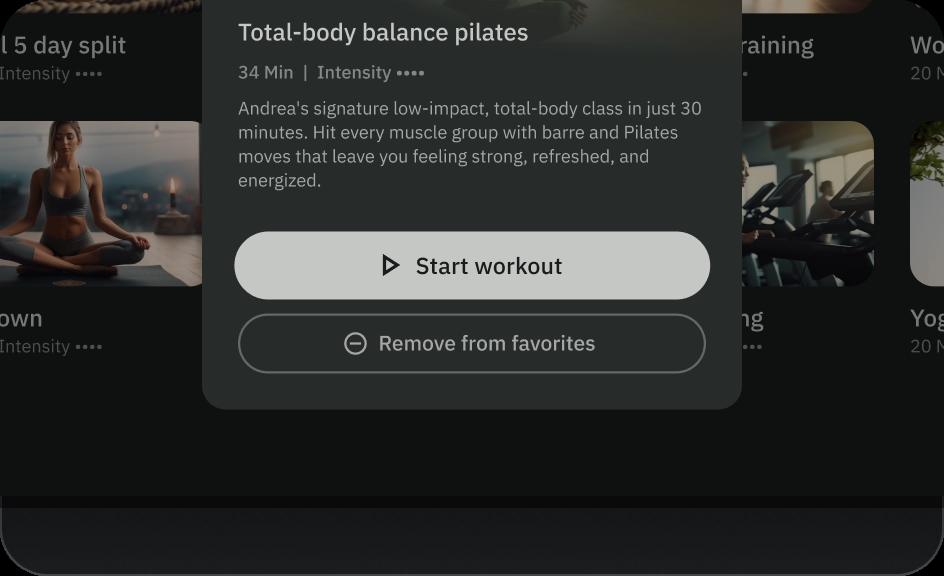 Total-body balance pilates
l 5 day split
raining
Wo
Intensity
34 Min | Intensity
20 M
Andrea's signature low-impact, total-body class in just 30
minutes. Hit every muscle group with barre and Pilates
moves that leave you feeling strong, refreshed, and
energized.
Start workout
own
ng
Yog
Intensity
Remove from favorites
20 M